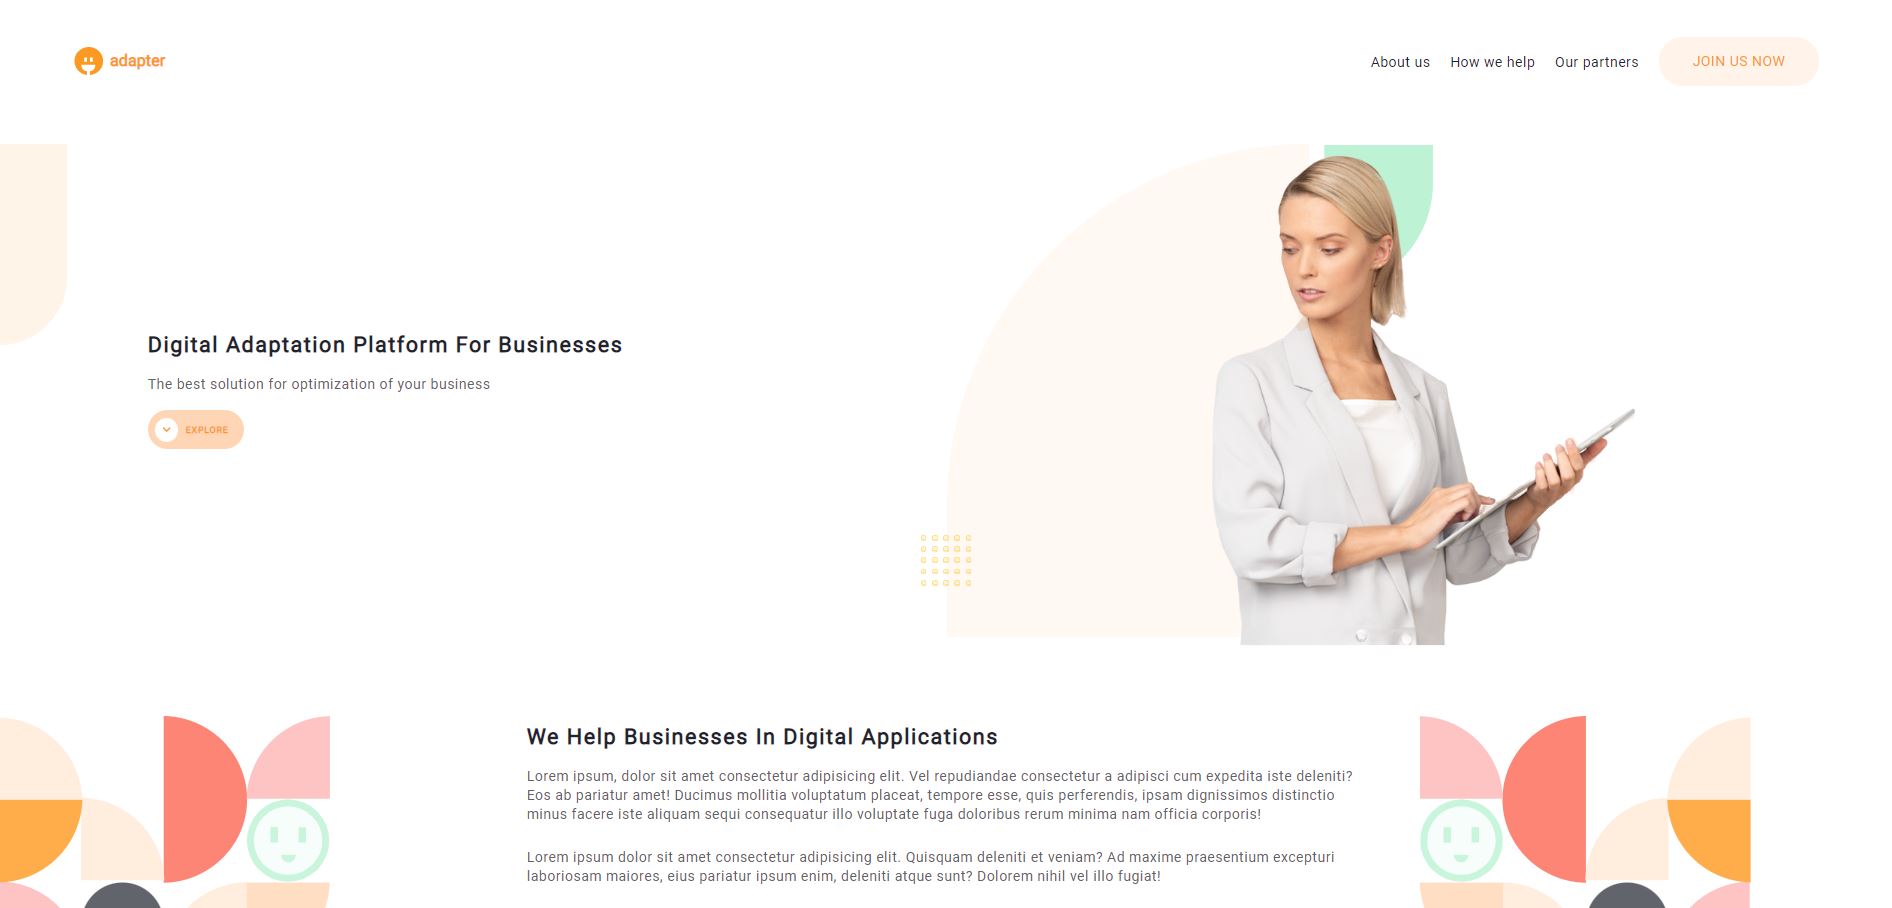 adapter
About us How we help Our partners JOIN US NOW
Digital Adaptation Platform For Businesses
The best solution for optimization of your business
EXPLORE
We Help Businesses In Digital Applications
Lorem ipsum, dolor sit amet consectetur adipisicing elit. Vel repudiandae consectetur a adipisci cum expedita iste deleniti?
Eos ab pariatur amet! Ducimus mollitia voluptatum placeat, tempore esse, quis perferendis, ipsam dignissimos distinctio
minus facere iste aliquam sequi consequatur illo voluptate fuga doloribus rerum minima nam officia corporis!
Lorem ipsum dolor sit amet consectetur adipisicing elit. Quisquam deleniti et veniam? Ad maxime praesentium excepturi
laboriosam maiores, eius pariatur ipsum enim, deleniti atque sunt? Dolorem nihil vel illo fugiat!